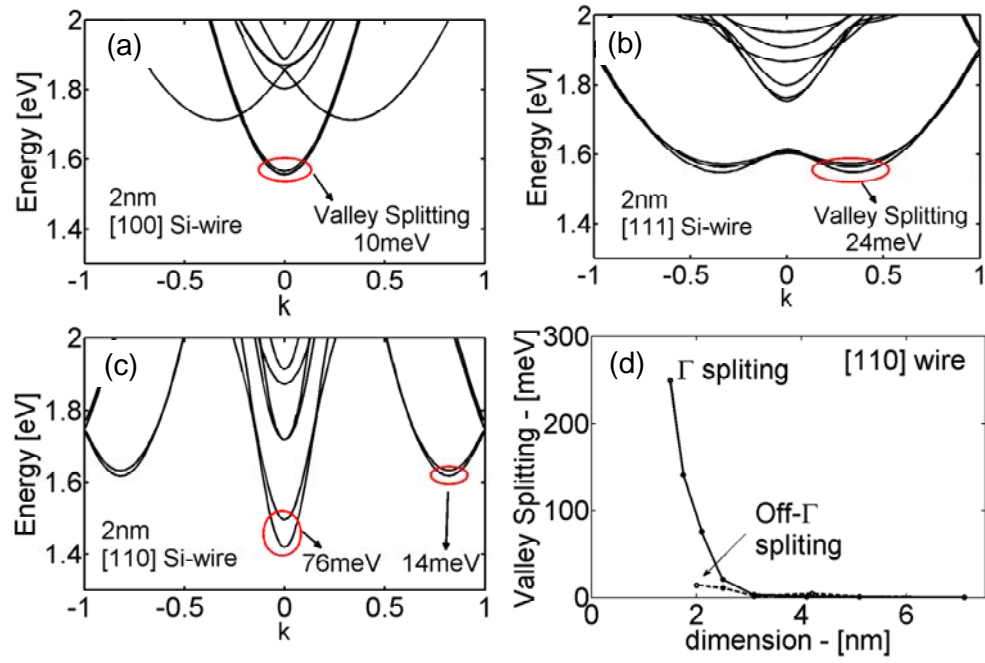 (a)
2
1.8
1.6
1.4
Energy [eV]
2nm
[100] Si-wire
Valley Splitting
10meV
-1 -0.5 0 0.5 1
k
(b)
2
1.8
1.6
1.4
Energy [eV]
2nm
[111] Si-wire
Valley Splitting
24meV
-1 -0.5 0 0.5 1
k
(c)
2
1.8
1.6
1.4
Energy [eV]
2nm
[110] Si-wire
76meV
14meV
-1 -0.5 0 0.5 1
k
(d)
300
200
100
0
Valley Splitting - [meV]
[110] wire
Γ spliting
Off-Γ
spliting
0 2 4 6
dimension - [nm]